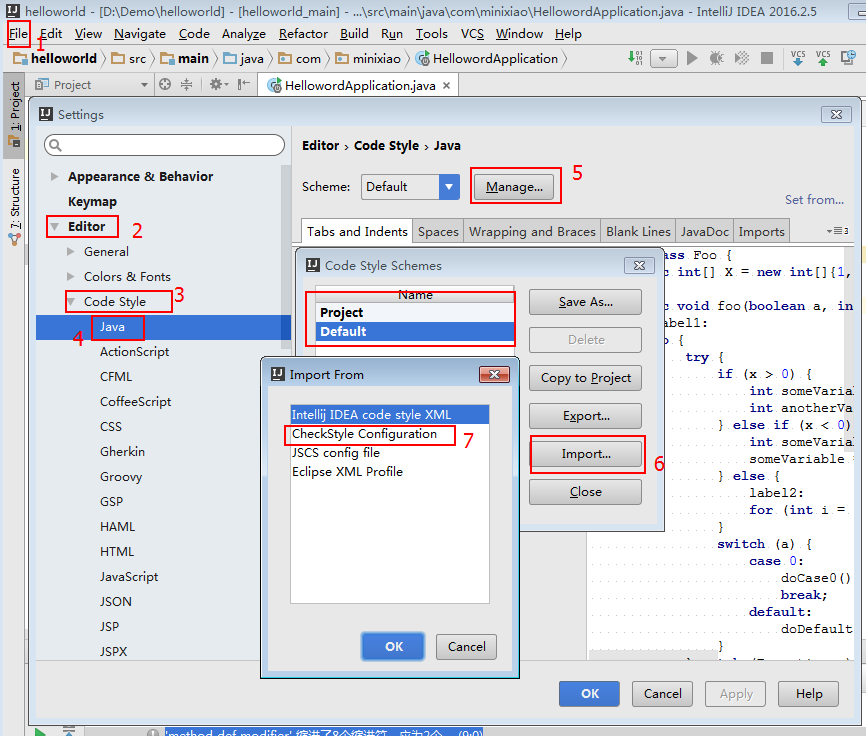 helloworld - [D:\Demo\helloworld] - [helloworld_main] - ...\src\main\java\com\minixiao\HellowordApplication.java - IntelliJ IDEA 2016.2.5
File Edit View Navigate Code Analyze Refactor Build Run Tools VCS Window Help
1
helloworld src main java com minixiao HellowordApplication
VCS VCS
1: Project
7: Structure
Project
HellowordApplication.java
Settings
Appearance & Behavior
Keymap
Editor 2
General
Colors & Fonts
Code Style 3
4 Java
ActionScript
CFML
CoffeeScript
CSS
Gherkin
Groovy
GSP
HAML
HTML
JavaScript
JSON
JSP
JSPX
Editor › Code Style › Java
Scheme: Default Manage... 5
Set from...
Tabs and Indents Spaces Wrapping and Braces Blank Lines JavaDoc Imports
Code Style Schemes
Name
Project
Default
Save As...
Delete
Copy to Project
Export...
Import... 6
Close
Import From
Intellij IDEA code style XML
CheckStyle Configuration 7
JSCS config file
Eclipse XML Profile
OK Cancel
ass Foo {
c int[] X = new int[]{1,
c void foo(boolean a, in
abel1:
o {
try {
if (x > 0) {
int someVaria
int anotherVa
} else if (x < 0)
int someVaria
someVariable
} else {
label2:
for (int i =
}
switch (a) {
case 0:
doCase0()
break;
default:
doDefault
}
OK Cancel Apply Help
'method def modifier' 缩进了8个缩进符，应为2个。 (9:0)